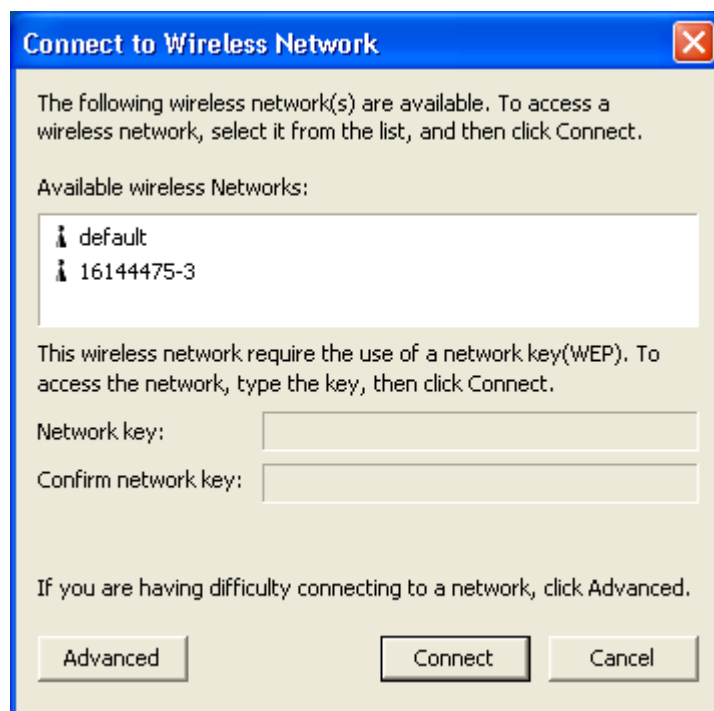 Connect to Wireless Network
The following wireless network(s) are available. To access a
wireless network, select it from the list, and then click Connect.
Available wireless Networks:
default
16144475-3
This wireless network require the use of a network key(WEP). To
access the network, type the key, then click Connect.
Network key:
Confirm network key:
If you are having difficulty connecting to a network, click Advanced.
Advanced Connect Cancel